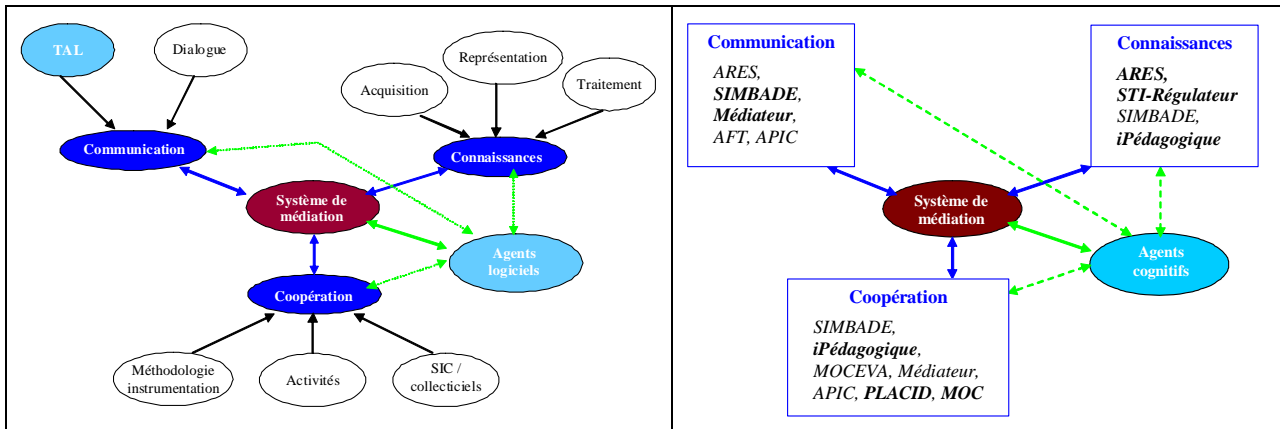 TAL
Dialogue
Représentation
Acquisition
Traitement
Communication
Connaissances
Système de
médiation
Agents
logiciels
Coopération
Méthodologie
instrumentation
Activités
SIC /
collecticiels
Communication
ARES,
SIMBADE,
Médiateur,
AFT, APIC
Connaissances
ARES,
STI-Régulateur
SIMBADE,
iPédagogique
Système de
médiation
Agents
cognitifs
Coopération
SIMBADE,
iPédagogique,
MOCEVA, Médiateur,
APIC, PLACID, MOC